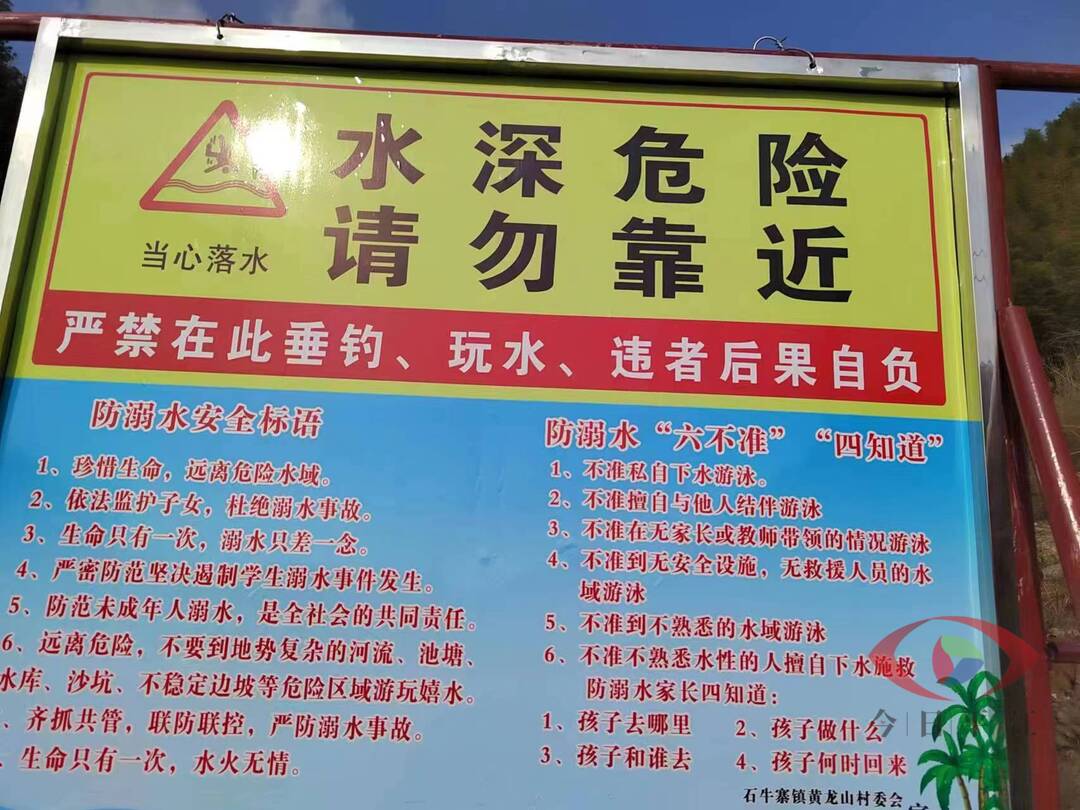 水深危险
请勿靠近
当心落水
严禁在此垂钓、玩水、违者后果自负
防溺水安全标语
1、珍惜生命，远离危险水域。
2、依法监护子女，杜绝溺水事故。
3、生命只有一次，溺水只差一念。
4、严密防范坚决遏制学生溺水事件发生。
5、防范未成年人溺水，是全社会的共同责任。
6、远离危险，不要到地势复杂的河流、池塘、
水库、沙坑、不稳定边坡等危险区域游玩嬉水。
、齐抓共管，联防联控，严防溺水事故。
生命只有一次，水火无情。
防溺水“六不准”“四知道”
1、不准私自下水游泳。
2、不准擅自与他人结伴游泳
3、不准在无家长或教师带领的情况游泳
4、不准到无安全设施，无救援人员的水
域游泳
5、不准到不熟悉的水域游泳
6、不准不熟悉水性的人擅自下水施救
防溺水家长四知道：
1、孩子去哪里 2、孩子做什么
3、孩子和谁去 4、孩子何时回来
石牛寨镇黄龙山村委会
今日